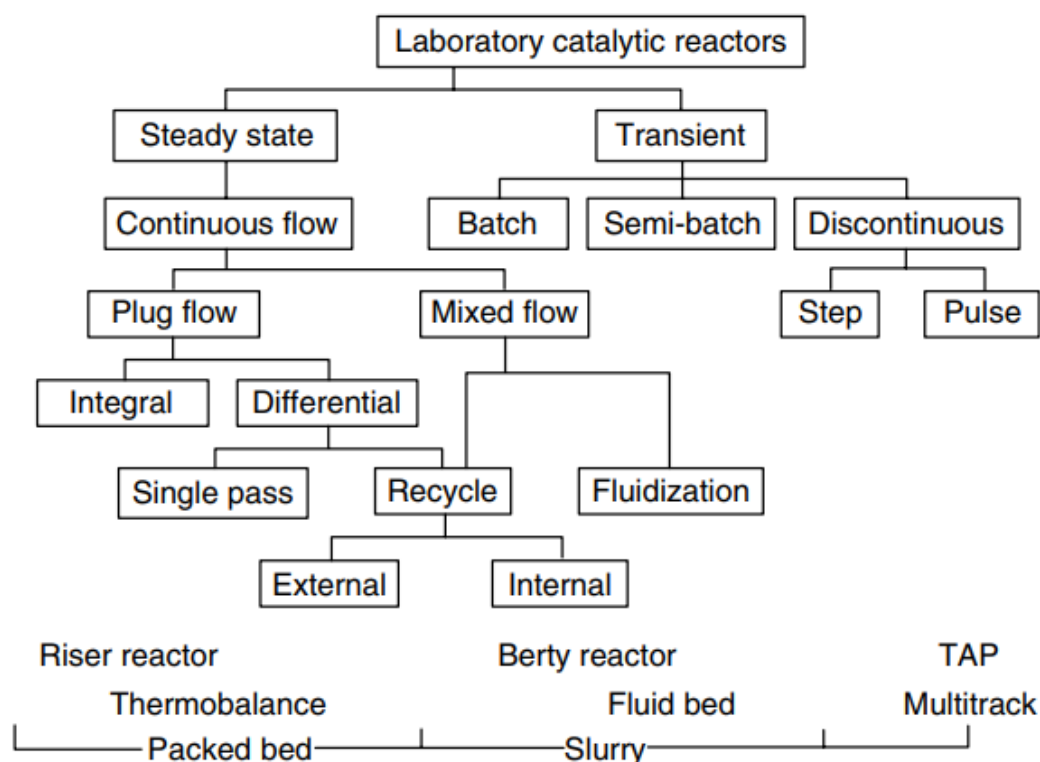 Laboratory catalytic reactors
Steady state
Transient
Continuous flow
Batch
Semi-batch
Discontinuous
Plug flow
Mixed flow
Step
Pulse
Integral
Differential
Single pass
Recycle
Fluidization
External
Internal
Riser reactor
Berty reactor
TAP
Thermobalance
Fluid bed
Multitrack
Packed bed
Slurry